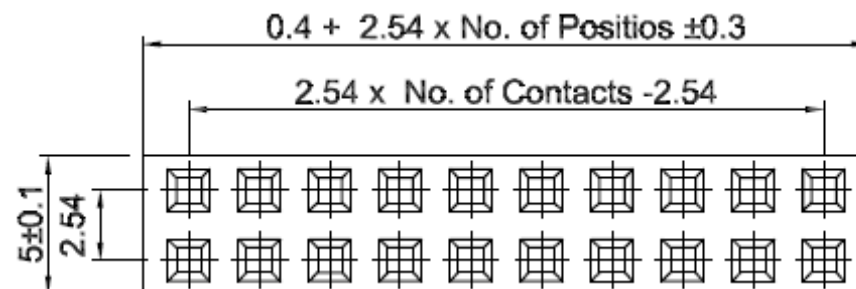 0.4 + 2.54 x No. of Positios ±0.3
2.54 x No. of Contacts -2.54
5±0.1
2.54